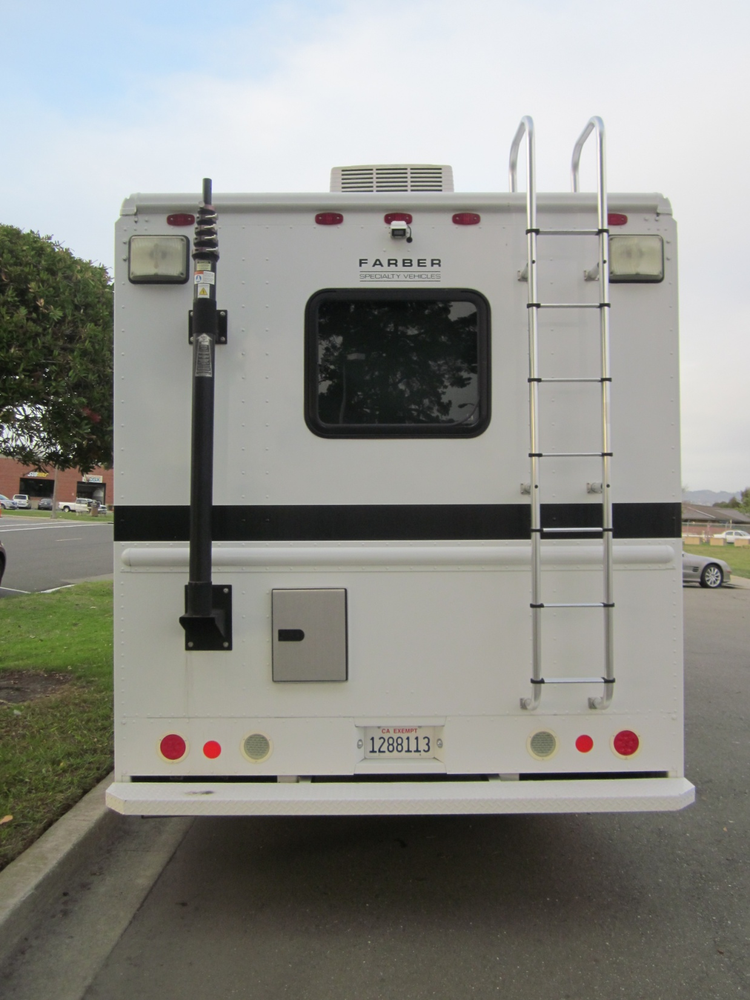 FARBER
SPECIALTY VEHICLES
SUBWAY
CA EXEMPT
1288113